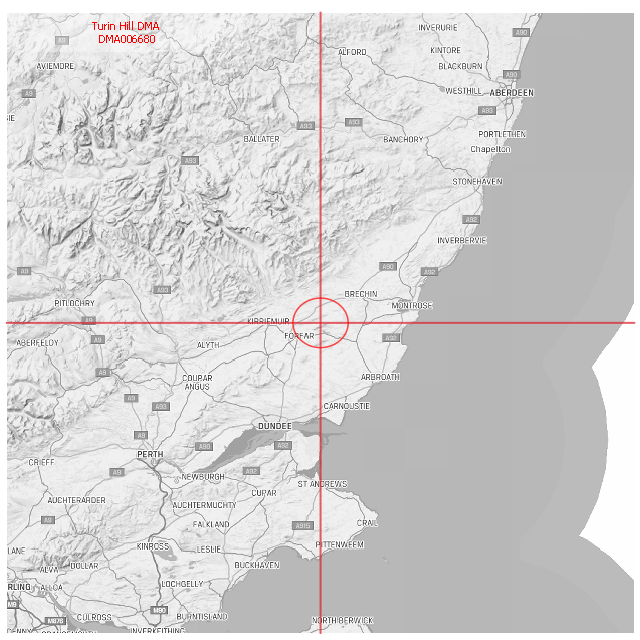 Turin Hill DMA
DMA006680
INVERURIE
A90
A9
ALFORD
KINTORE
AVIEMORE
BLACKBURN
A90
A9
WESTHILL
ABERDEEN
A93
SIE
A93
A93
PORTLETHEN
BALLATER
BANCHORY
Chapelton
A93
STONEHAVEN
A92
INVERBERVIE
A90
A92
A9
A93
BRECHIN
PITLOCHRY
MONTROSE
A9
KIRRIEMUIR
FORFAR
ABERFELDY
A9
ALYTH
A9
COUPAR
ANGUS
ARBROATH
A9
A93
CARNOUSTIE
DUNDEE
A9
A90
A92
PERTH
CRIEFF
A9
A92
NEWBURGH
ST ANDREWS
CUPAR
AUCHTERARDER
AUCHTERMUCHTY
A9
FALKLAND
A915
CRAIL
LANE
KINROSS
LESLIE
PITTENWEEM
ALVA
DOLLAR
BUCKHAVEN
RLING
ALLOA
LOCHGELLY
M9
M90
M876
CULROSS
BURNTISLAND
NORTH BERWICK
INVERKEITHING